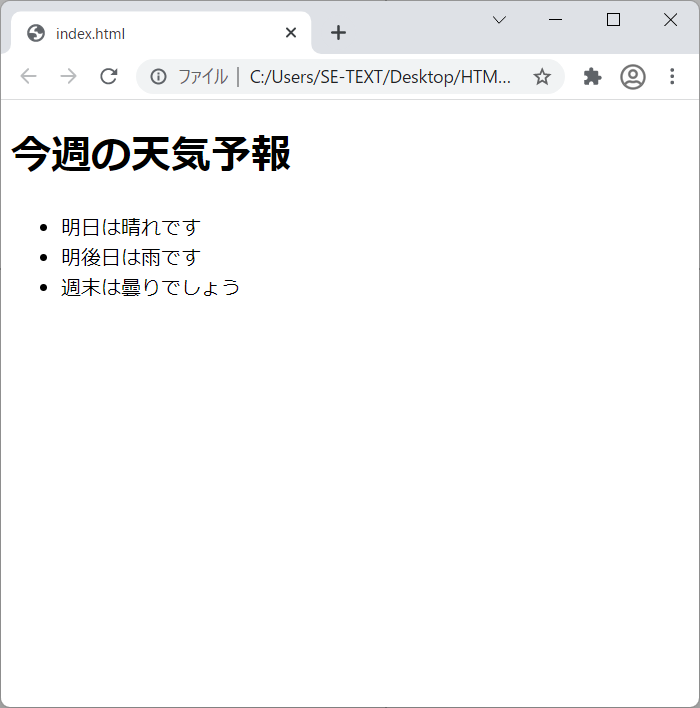 index.html
ファイル | C:/Users/SE-TEXT/Desktop/HTM...
今週の天気予報
明日は晴れです
明後日は雨です
週末は曇りでしょう